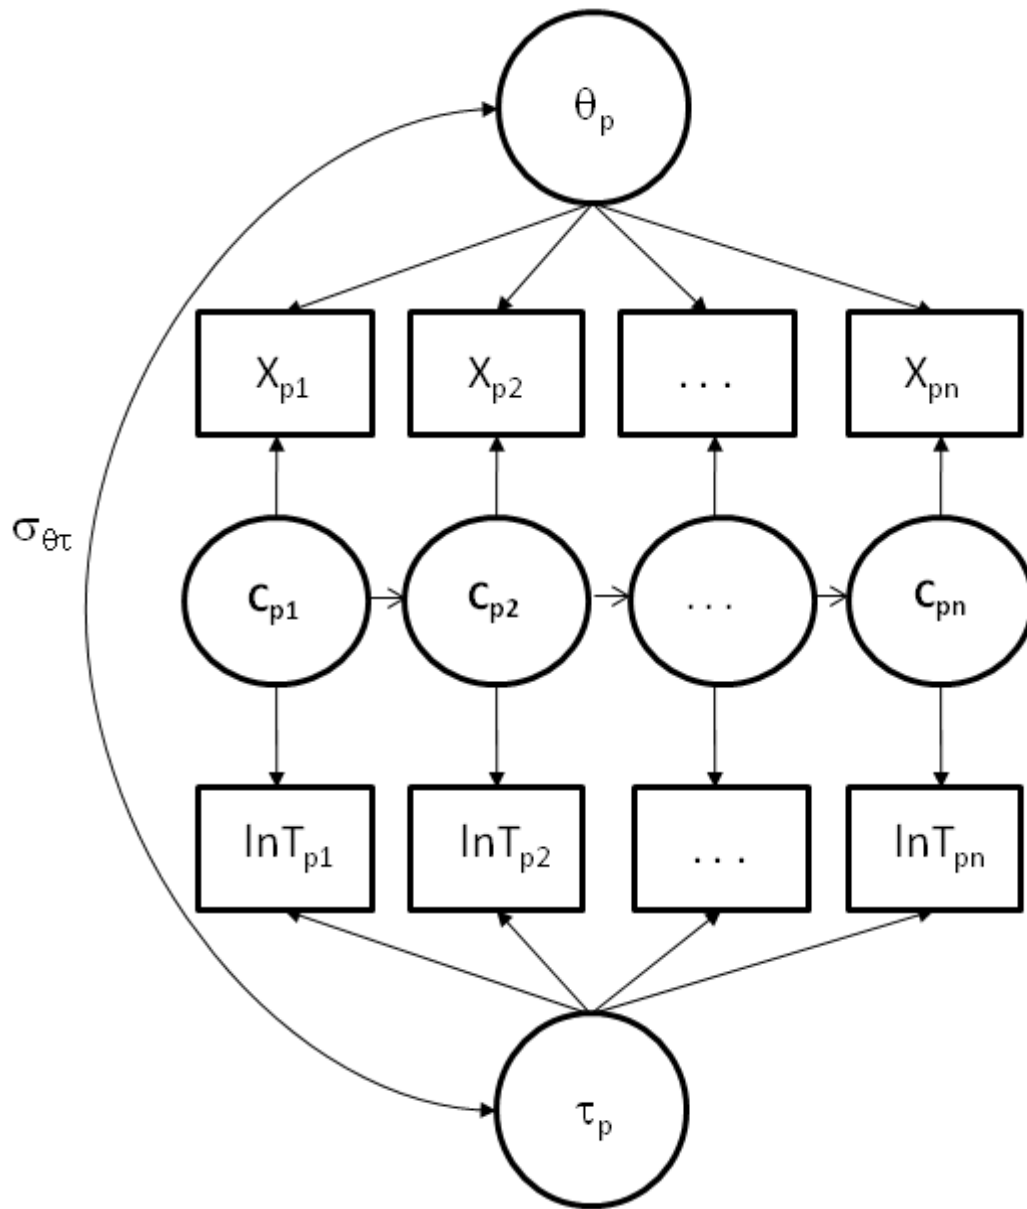 θp
Xp1 Xp2 ... Xpn
σθτ
Cp1 Cp2 ... Cpn
lnTp1 lnTp2 ... lnTpn
τp